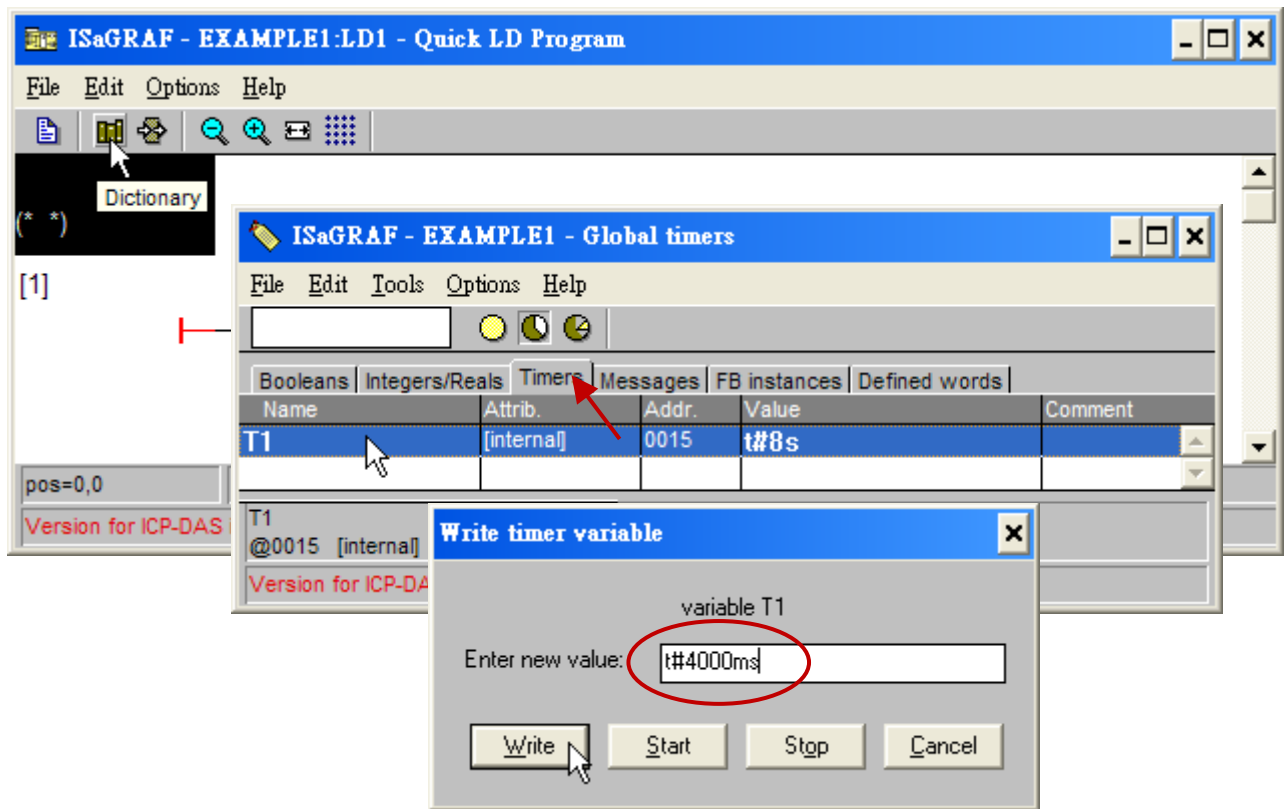 ISaGRAF - EXAMPLE1:LD1 - Quick LD Program
File Edit Options Help
Dictionary
(* *)
[1]
pos=0,0
Version for ICP-DAS
ISaGRAF - EXAMPLE1 - Global timers
File Edit Tools Options Help
Booleans Integers/Reals Timers Messages FB instances Defined words
Name Attrib. Addr. Value Comment
T1 [internal] 0015 t#8s
T1
@0015 [internal]
Version for ICP-DA
Write timer variable
variable T1
Enter new value: t#4000ms
Write Start Stop Cancel